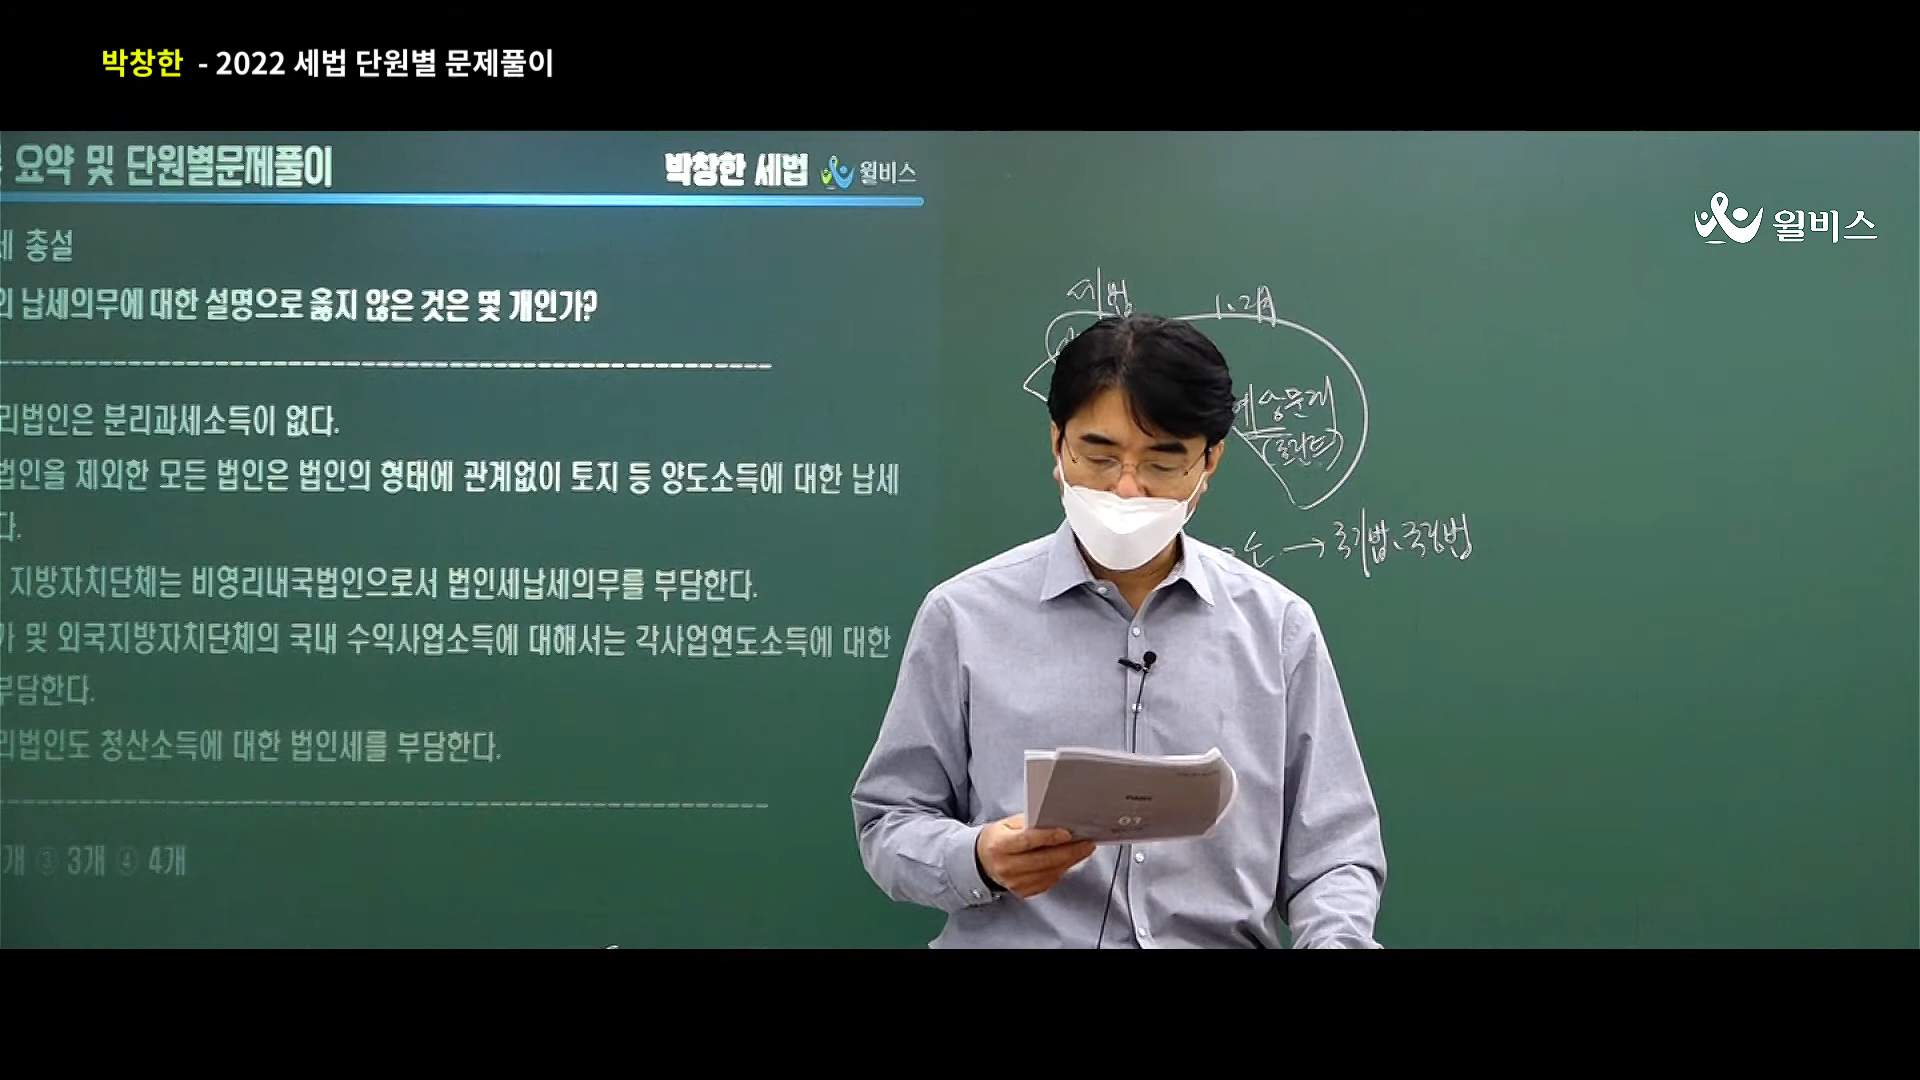 박창한 - 2022 세법 단원별 문제풀이
요약 및 단원별문제풀이
박창한 세법 윌비스
윌비스
세 총설
의 납세의무에 대한 설명으로 옳지 않은 것은 몇 개인가?
리법인은 분리과세소득이 없다.
법인을 제외한 모든 법인은 법인의 형태에 관계없이 토지 등 양도소득에 대한 납세
다.
지방자치단체는 비영리내국법인으로서 법인세납세의무를 부담한다.
가 및 외국지방자치단체의 국내 수익사업소득에 대해서는 각사업연도소득에 대한
부담한다.
리법인도 청산소득에 대한 법인세를 부담한다.
개 ③ 3개 ④ 4개
세법
예상문제
→ 국기법, 국징법